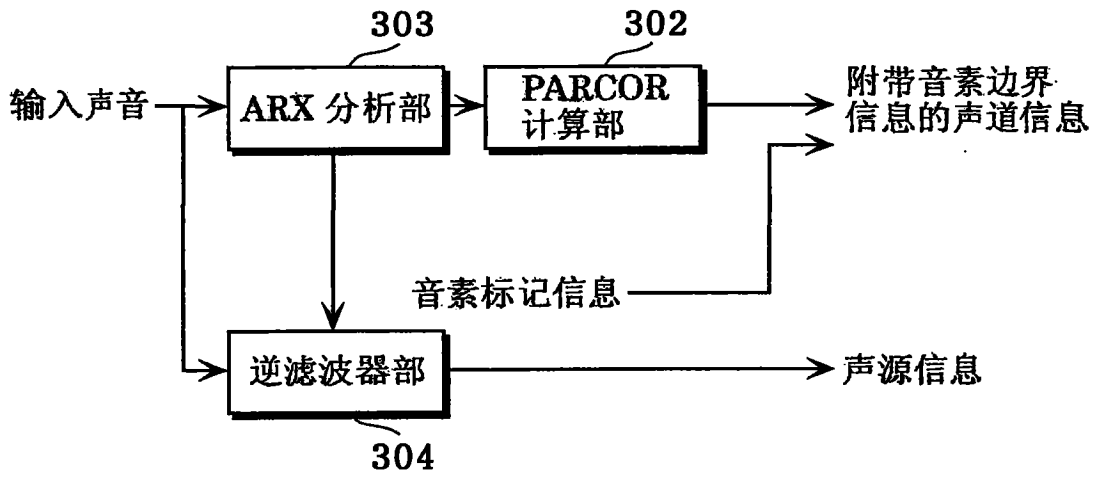 303
302
输入声音
ARX 分析部
PARCOR
计算部
附带音素边界
信息的声道信息
音素标记信息
逆滤波器部
声源信息
304